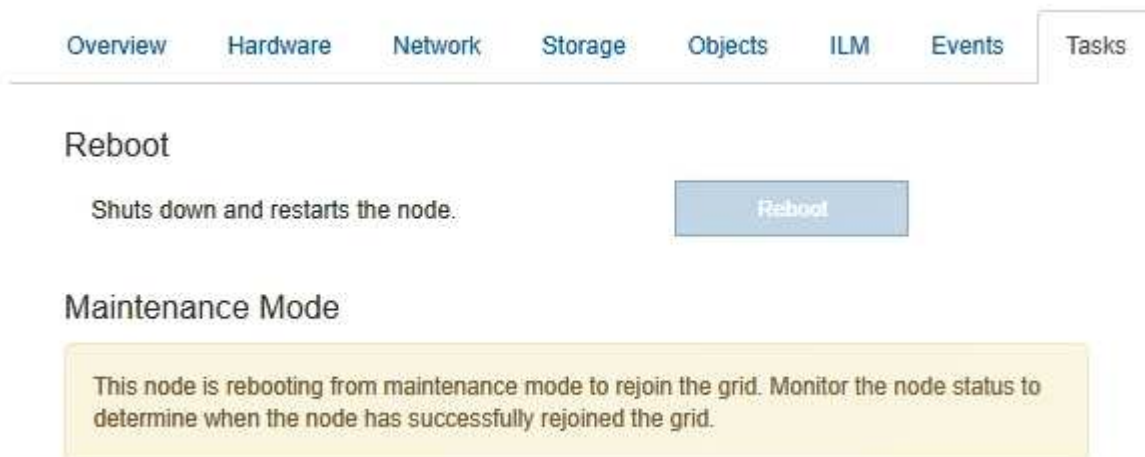 Overview Hardware Network Storage Objects ILM Events Tasks
Reboot
Shuts down and restarts the node. Reboot
Maintenance Mode
This node is rebooting from maintenance mode to rejoin the grid. Monitor the node status to
determine when the node has successfully rejoined the grid.